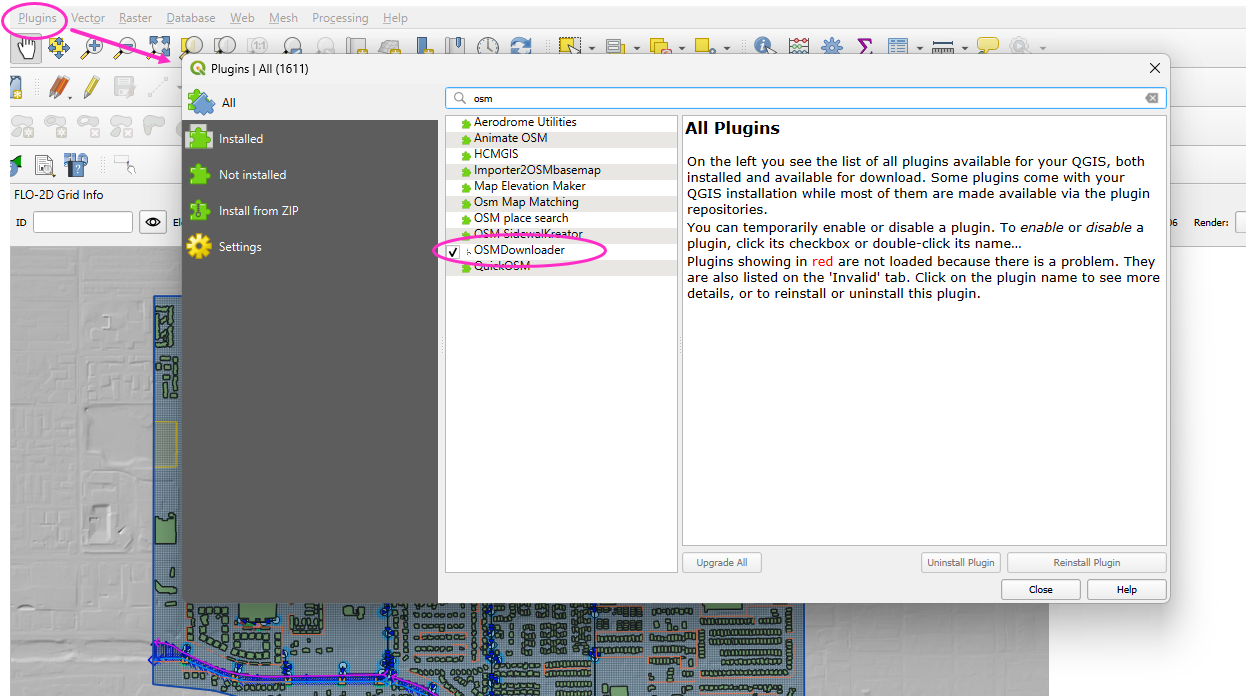 Plugins Vector Raster Database Web Mesh Processing Help
Plugins | All (1611)
All
osm
Installed
Not installed
Install from ZIP
Settings
FLO-2D Grid Info
ID
Render:
Aerodrome Utilities
Animate OSM
HCMGIS
Importer2OSMbasemap
Map Elevation Maker
Osm Map Matching
OSM place search
OSM SidewalKreator
OSMDownloader
QuickOSM
All Plugins
On the left you see the list of all plugins available for your QGIS, both
installed and available for download. Some plugins come with your
QGIS installation while most of them are made available via the plugin
repositories.
You can temporarily enable or disable a plugin. To enable or disable a
plugin, click its checkbox or double-click its name...
Plugins showing in red are not loaded because there is a problem. They
are also listed on the 'Invalid' tab. Click on the plugin name to see more
details, or to reinstall or uninstall this plugin.
Upgrade All
Uninstall Plugin
Reinstall Plugin
Close
Help